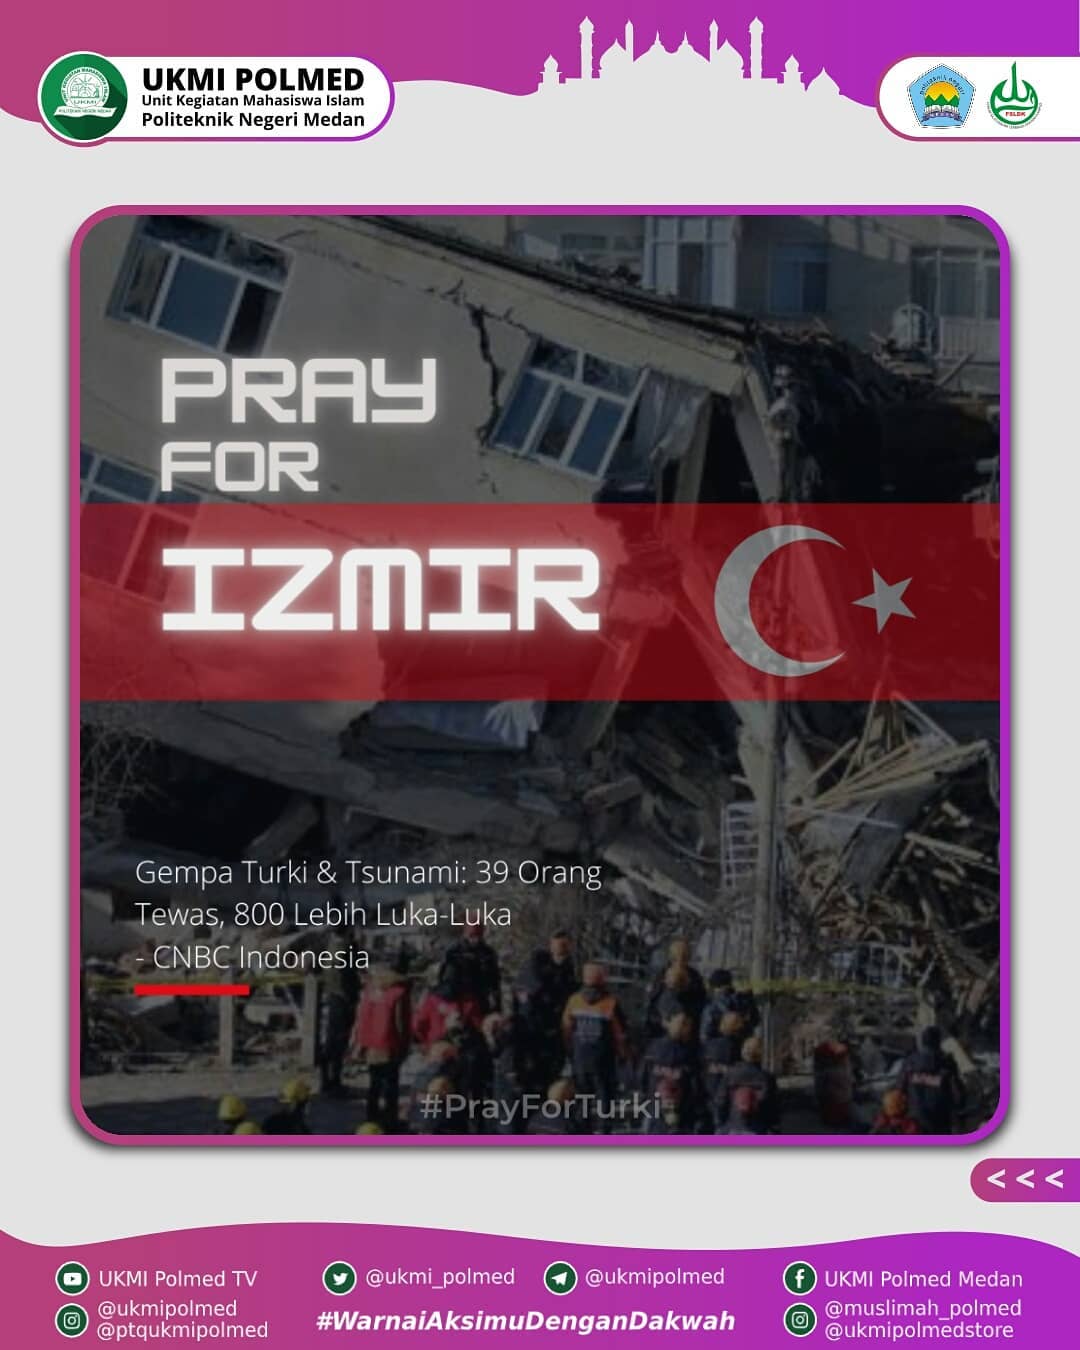 UKMI POLMED
Unit Kegiatan Mahasiswa Islam
Politeknik Negeri Medan
UKMI
FSLDK
PRAY
FOR
IZMIR
Gempa Turki & Tsunami: 39 Orang
Tewas, 800 Lebih Luka-Luka
- CNBC Indonesia
#PrayForTurki
< < <
UKMI Polmed TV
@ukmipolmed
@ptqukmipolmed
@ukmi_polmed
@ukmipolmed
#WarnaiAksimuDenganDakwah
UKMI Polmed Medan
@muslimah_polmed
@ukmipolmedstore